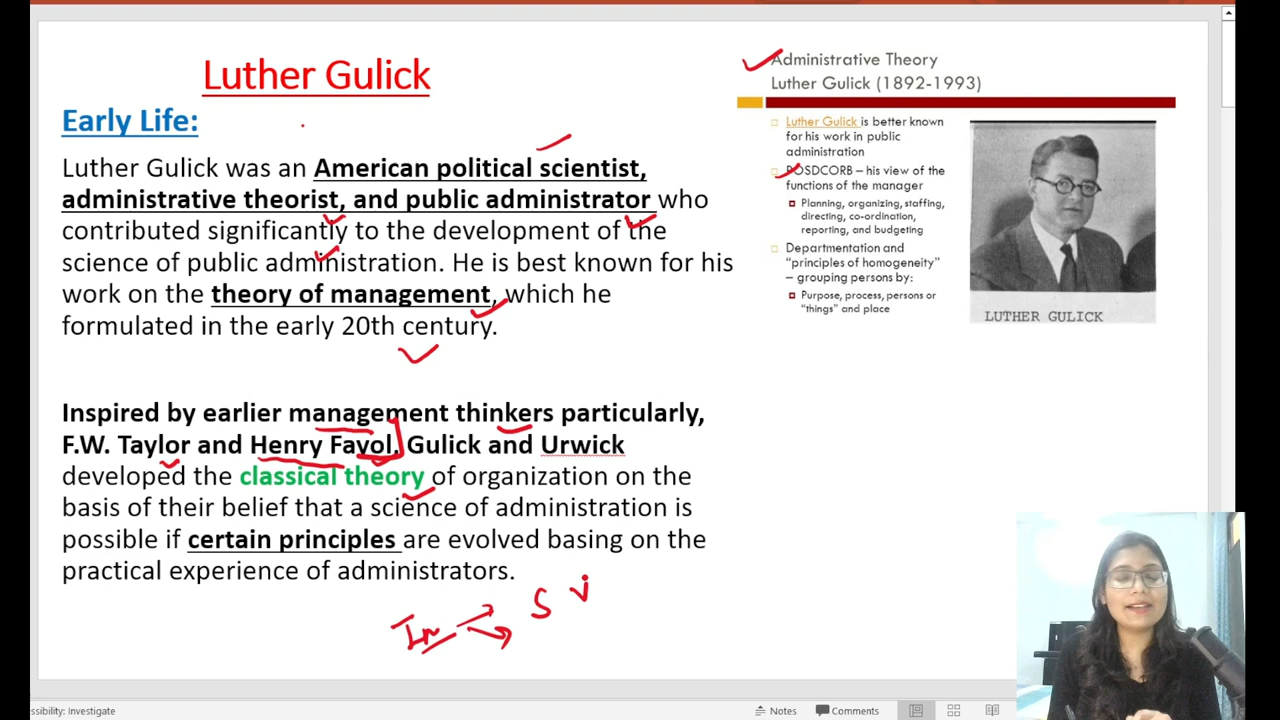 Luther Gulick
Early Life:
Luther Gulick was an American political scientist,
administrative theorist, and public administrator who
contributed significantly to the development of the
science of public administration. He is best known for his
work on the theory of management, which he
formulated in the early 20th century.
Inspired by earlier management thinkers particularly,
F.W. Taylor and Henry Fayol. Gulick and Urwick
developed the classical theory of organization on the
basis of their belief that a science of administration is
possible if certain principles are evolved basing on the
practical experience of administrators.
Administrative Theory
Luther Gulick (1892-1993)
Luther Gulick is better known
for his work in public
administration
POSDCORB – his view of the
functions of the manager
Planning, organizing, staffing,
directing, co-ordination,
reporting, and budgeting
Departmentation and
“principles of homogeneity”
– grouping persons by:
Purpose, process, persons or
“things” and place
LUTHER GULICK
sibility: Investigate
Notes
Comments